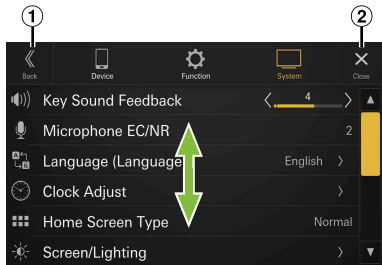 1 2
Back Device Function System Close
Key Sound Feedback 4
Microphone EC/NR 2
Language (Language English
Clock Adjust
Home Screen Type Normal
Screen/Lighting